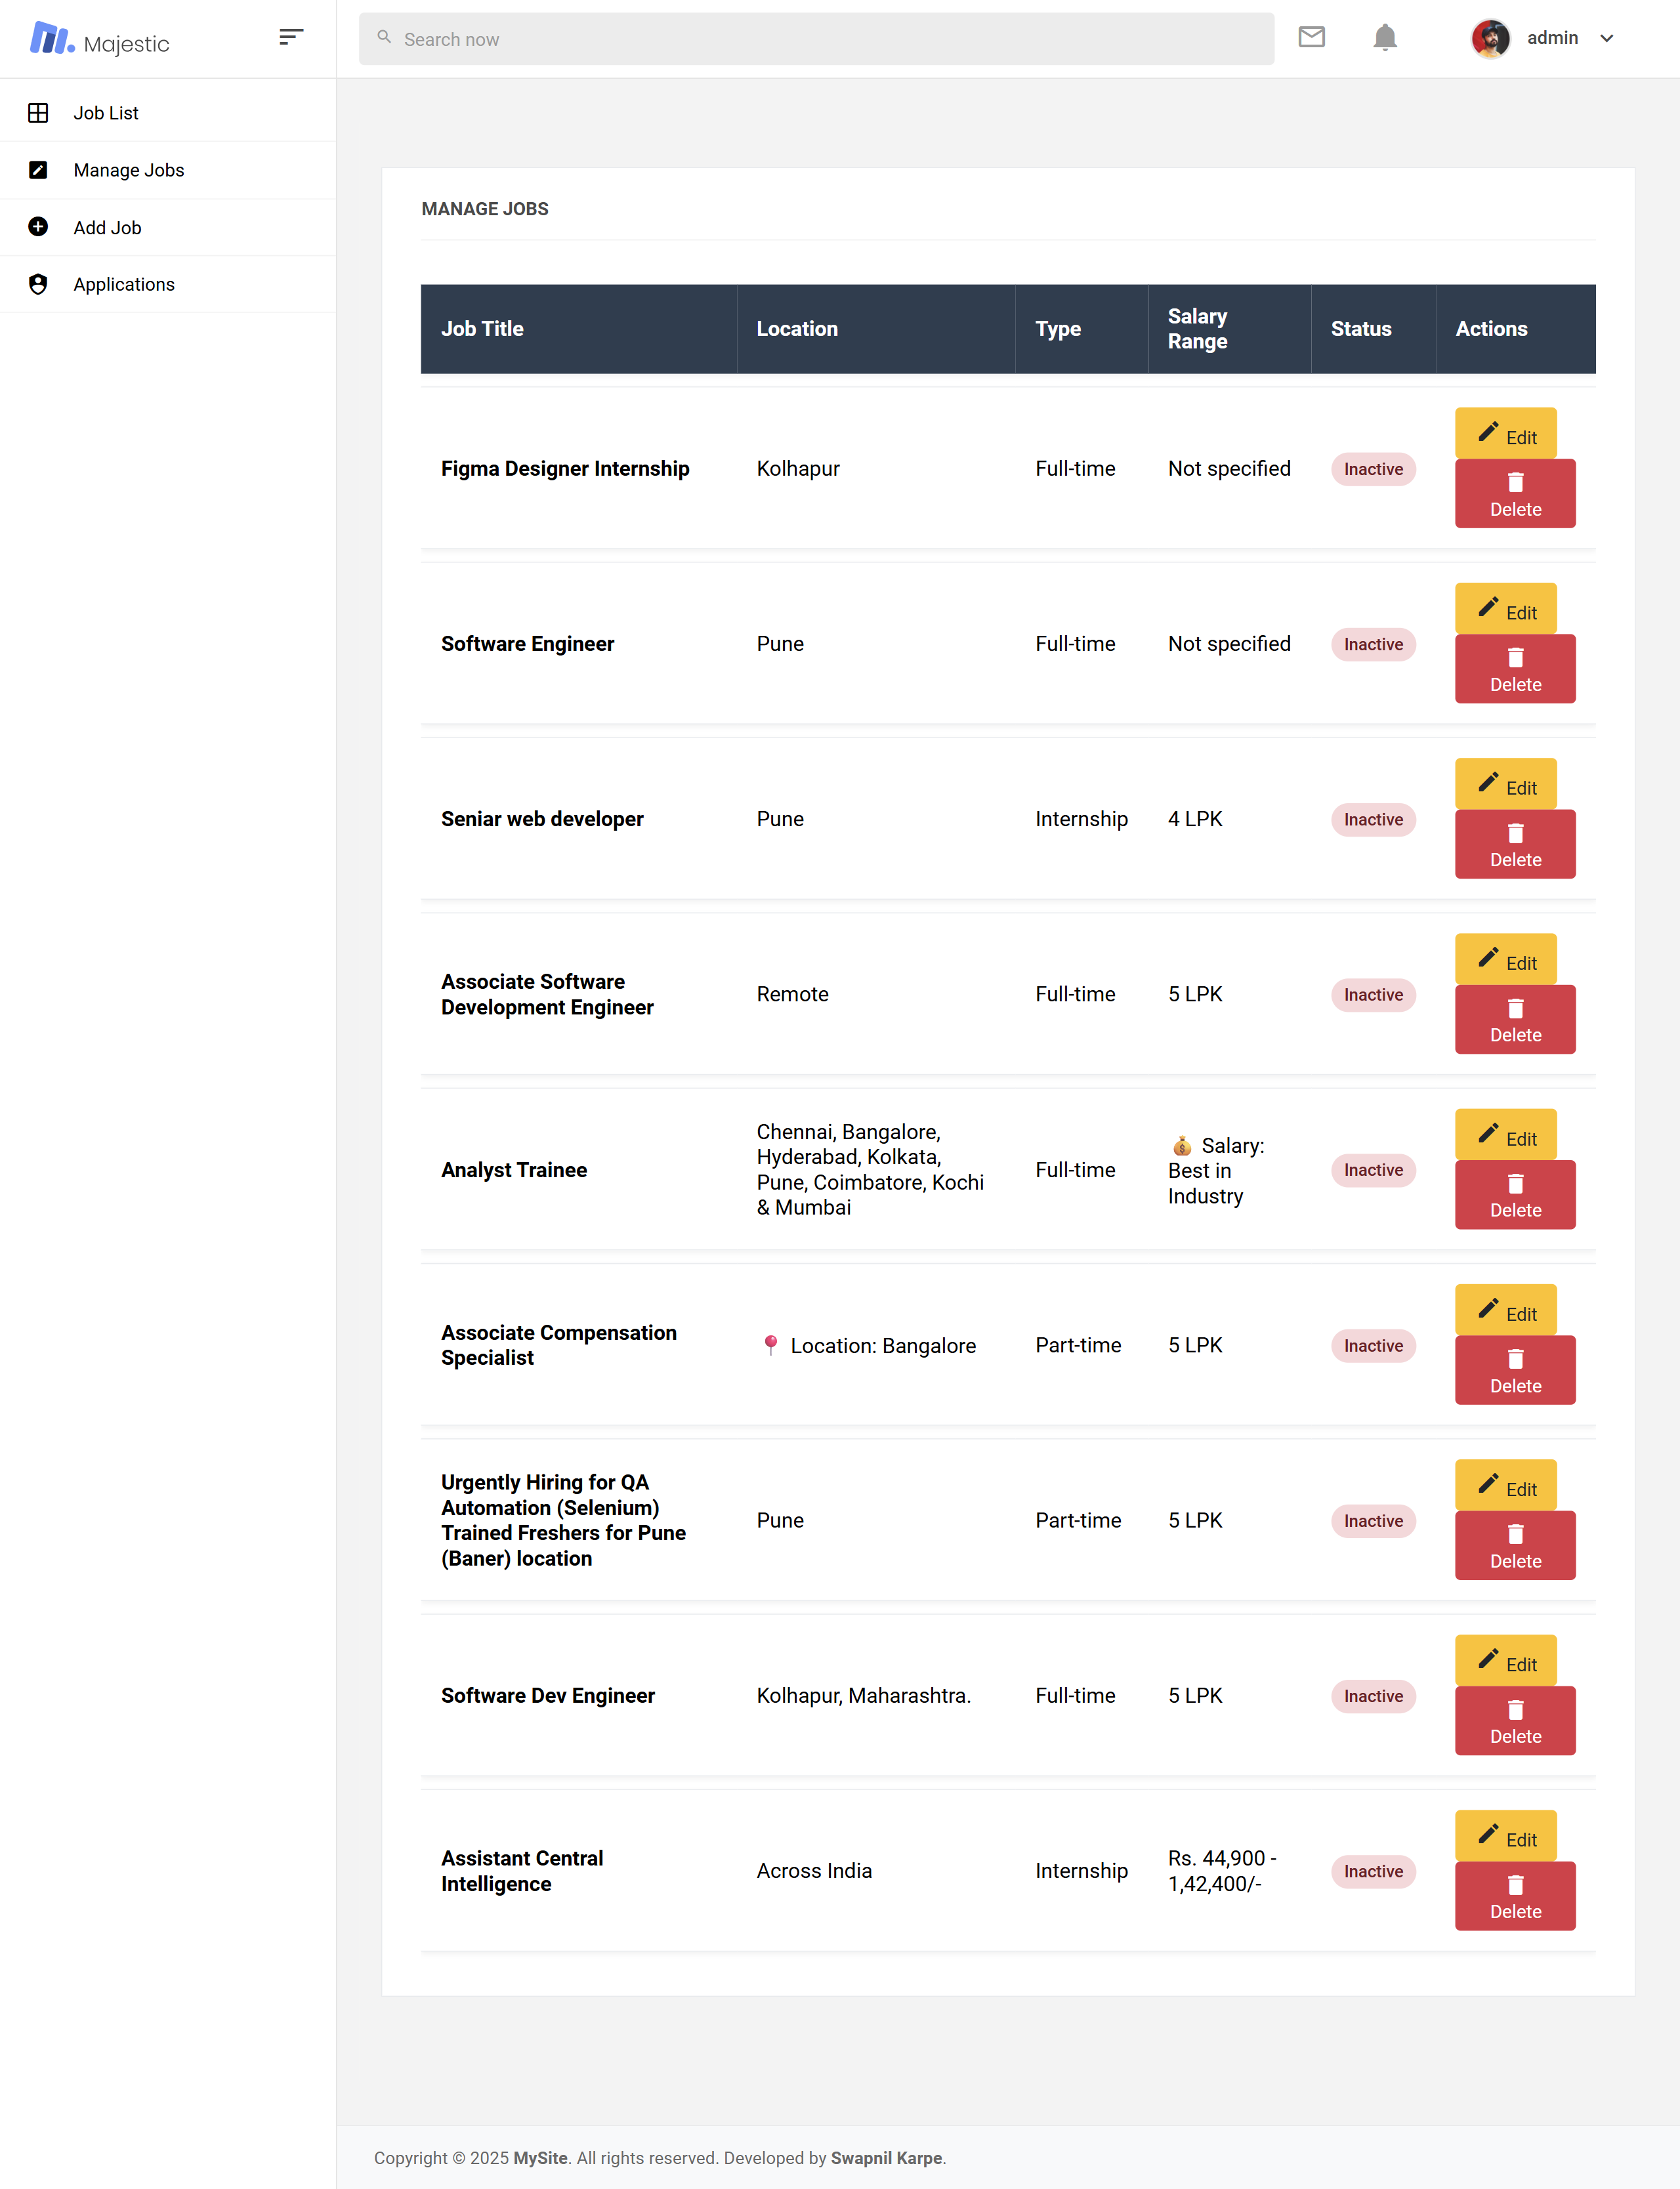 Majestic
Search now
admin
Job List
Manage Jobs
Add Job
Applications
MANAGE JOBS
Job Title Location Type Salary Range Status Actions
Figma Designer Internship Kolhapur Full-time Not specified Inactive Edit
Delete
Software Engineer Pune Full-time Not specified Inactive Edit
Delete
Seniar web developer Pune Internship 4 LPK Inactive Edit
Delete
Associate Software
Development Engineer Remote Full-time 5 LPK Inactive Edit
Delete
Analyst Trainee
Chennai, Bangalore,
Hyderabad, Kolkata,
Pune, Coimbatore, Kochi
& Mumbai
Full-time
💰 Salary:
Best in
Industry
Inactive
Edit
Delete
Associate Compensation
Specialist
📍 Location: Bangalore Part-time 5 LPK Inactive Edit
Delete
Urgently Hiring for QA
Automation (Selenium)
Trained Freshers for Pune
(Baner) location
Pune Part-time 5 LPK Inactive Edit
Delete
Software Dev Engineer Kolhapur, Maharashtra. Full-time 5 LPK Inactive Edit
Delete
Assistant Central
Intelligence
Across India Internship
Rs. 44,900 -
1,42,400/-
Inactive
Edit
Delete
Copyright © 2025 MySite. All rights reserved. Developed by Swapnil Karpe.